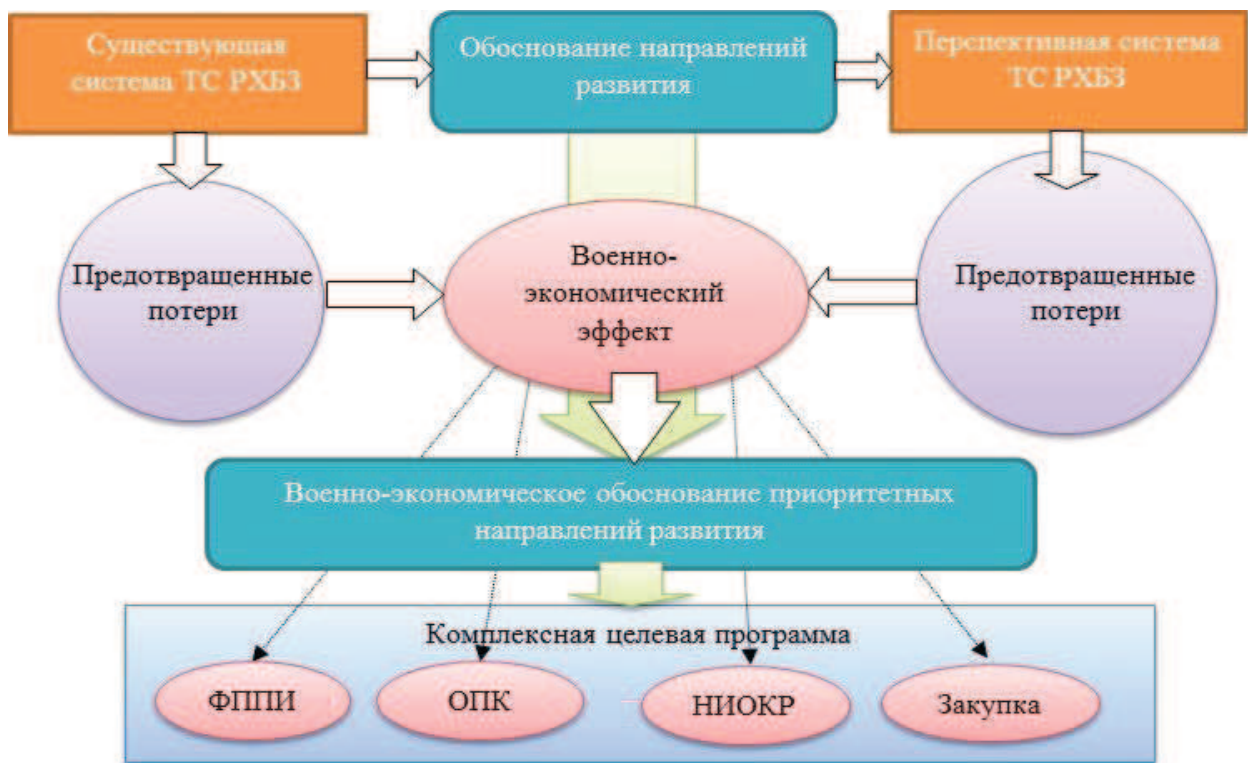 Существующая
система ТС РХБЗ
Обоснование направлений
развития
Перспективная система
ТС РХБЗ
Предотвращенные
потери
Военно-
экономический
эффект
Предотвращенные
потери
Военно-экономическое обоснование приоритетных
направлений развития
Комплексная целевая программа
ФППИ
ОПК
НИОКР
Закупка